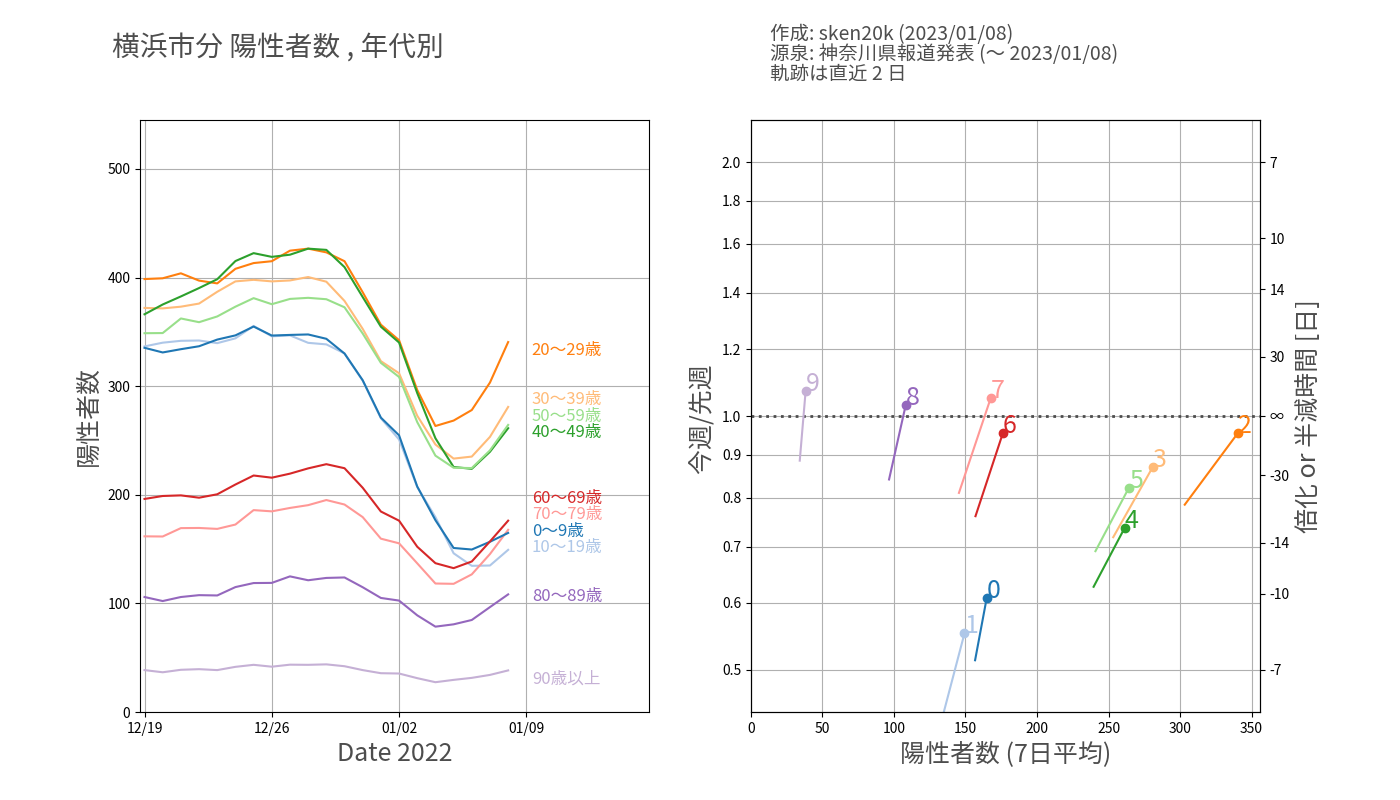 横浜市分 陽性者数 , 年代別
作成: sken20k (2023/01/08)
源泉: 神奈川県報道発表 (〜 2023/01/08)
軌跡は直近 2 日
陽性者数
500
400
300
200
100
0
12/19
12/26
01/02
01/09
Date 2022
20〜29歳
30〜39歳
50〜59歳
40〜49歳
60〜69歳
70〜79歳
0〜9歳
10〜19歳
80〜89歳
90歳以上
今週/先週
2.0
1.8
1.6
1.4
1.2
1.0
0.9
0.8
0.7
0.6
0.5
0
50
100
150
200
250
300
350
陽性者数 (7日平均)
9
8
7
6
2
3
5
4
0
1
7
10
14
30
∞
-30
-14
-10
-7
倍化 or 半減時間 [日]